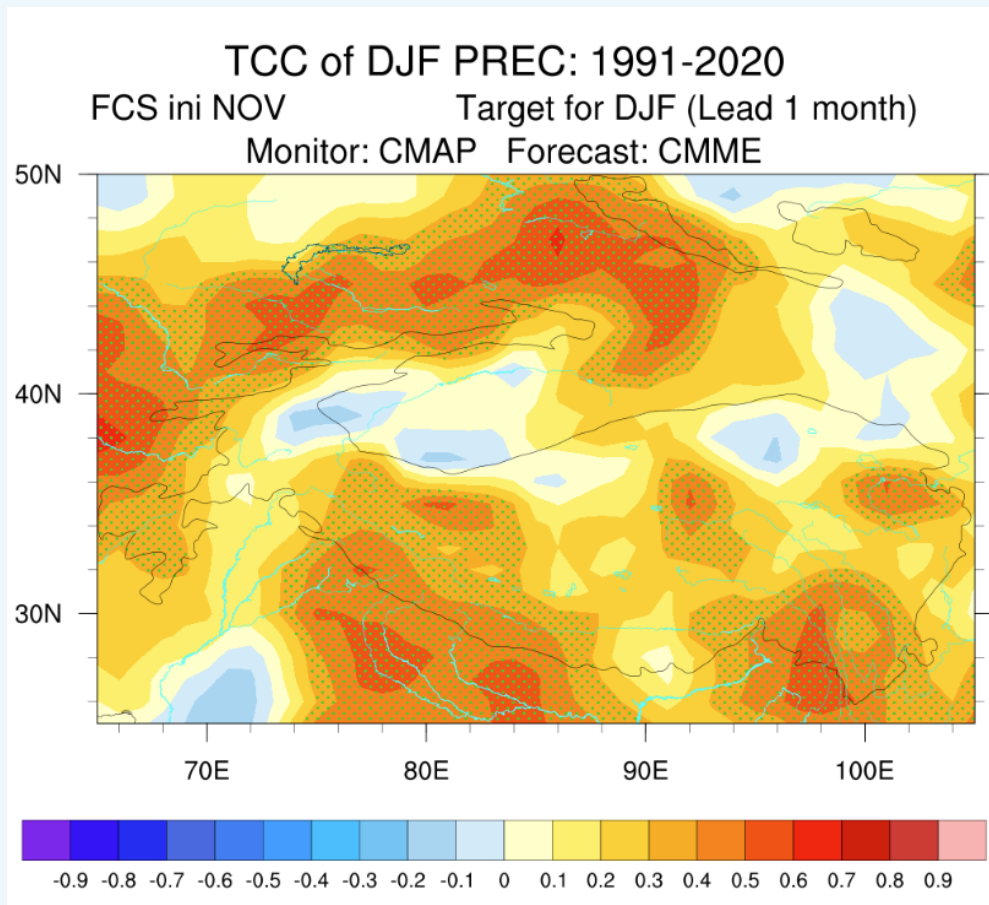 TCC of DJF PREC: 1991-2020
FCS ini NOV Target for DJF (Lead 1 month)
Monitor: CMAP Forecast: CMME
50N
40N
30N
70E 80E 90E 100E
-0.9 -0.8 -0.7 -0.6 -0.5 -0.4 -0.3 -0.2 -0.1 0 0.1 0.2 0.3 0.4 0.5 0.6 0.7 0.8 0.9